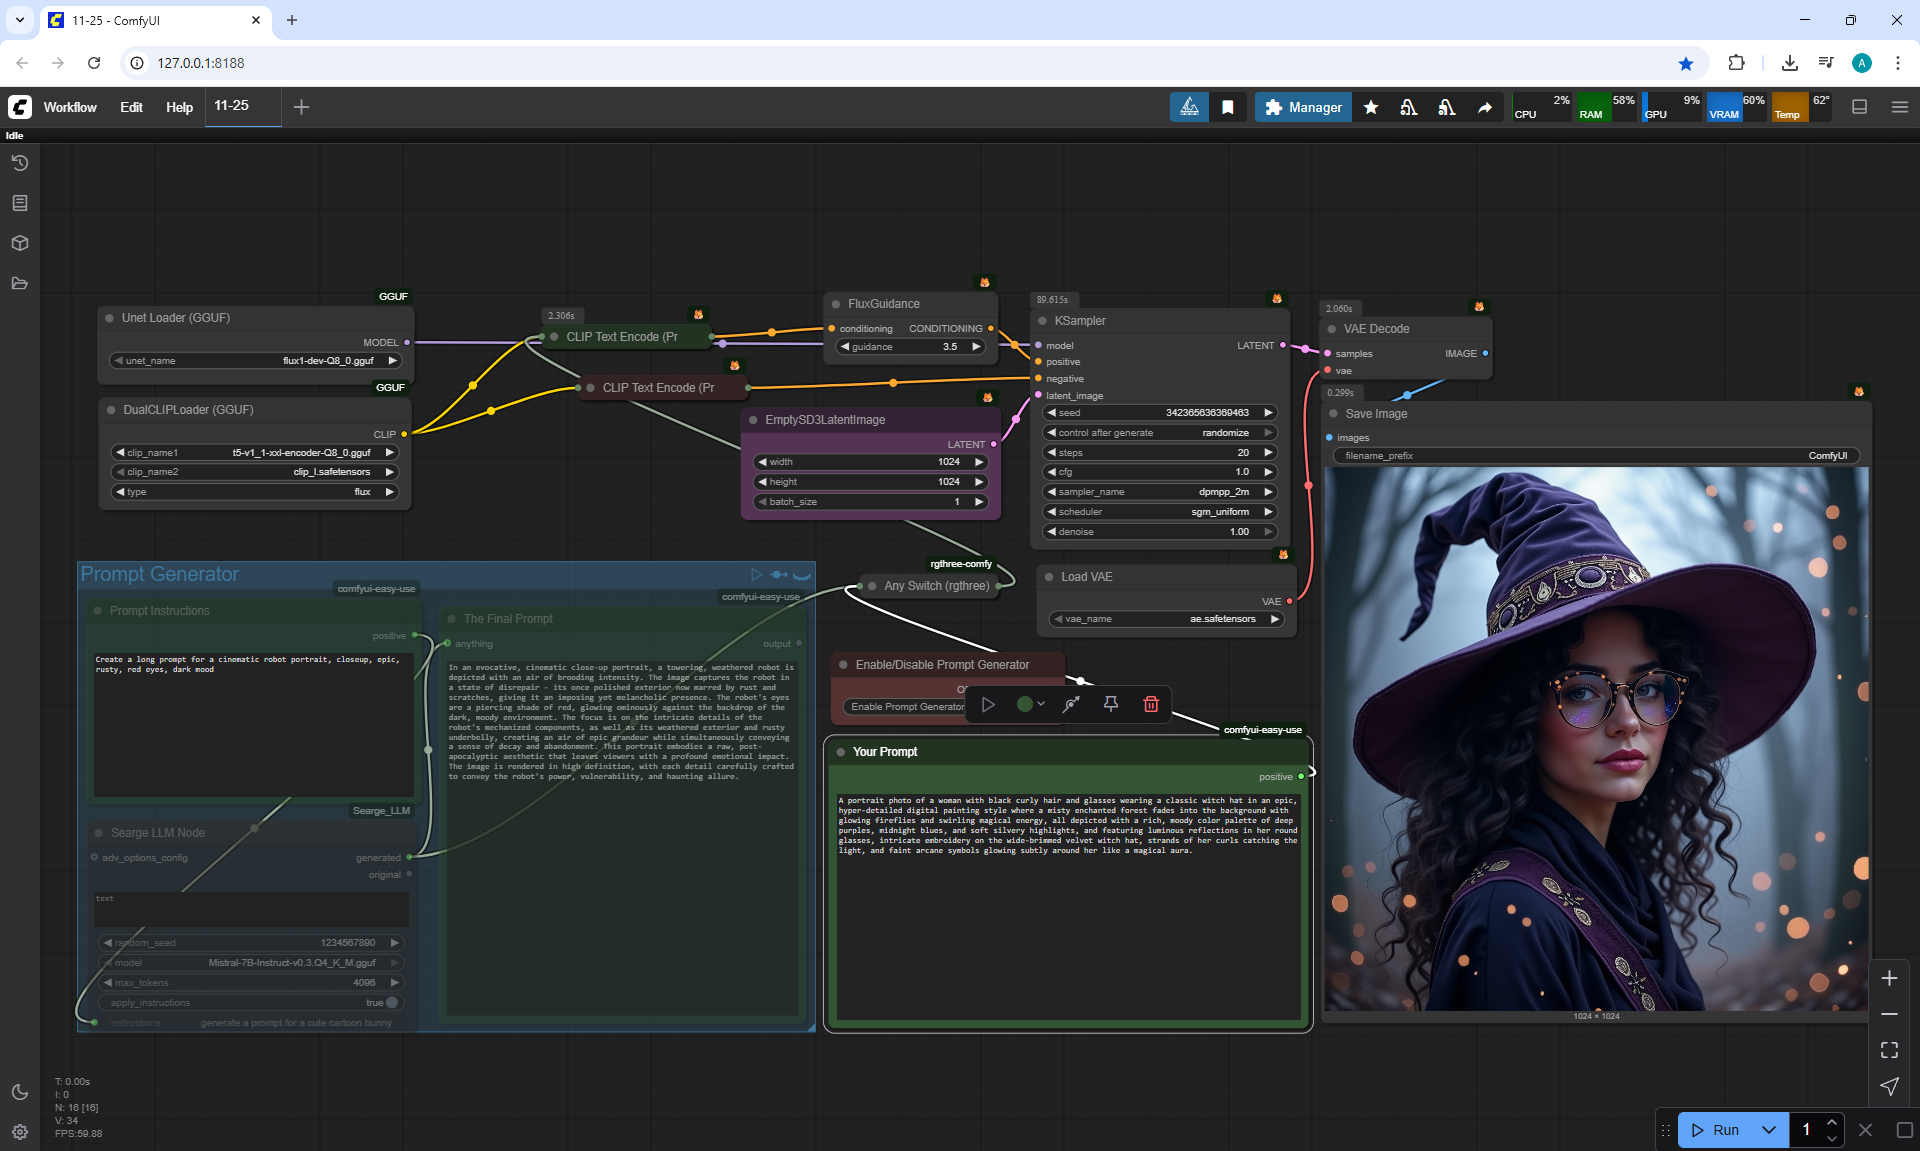 11-25 - ComfyUI
127.0.0.1:8188
A
Workflow
Edit
Help
11-25
Manager
2%
CPU
58%
RAM
9%
GPU
60%
VRAM
62°
Temp
Idle
GGUF
Unet Loader (GGUF)
MODEL
unet_name
flux1-dev-Q8_0.gguf
GGUF
DualCLIPLoader (GGUF)
CLIP
clip_name1
t5-v1_1-xxl-encoder-Q8_0.gguf
clip_name2
clip_l.safetensors
type
flux
2.306s
CLIP Text Encode (Pr
CLIP Text Encode (Pr
FluxGuidance
conditioning
CONDITIONING
guidance
3.5
EmptySD3LatentImage
LATENT
width
1024
height
1024
batch_size
1
89.615s
KSampler
model
LATENT
positive
negative
latent_image
seed
342365636369463
control after generate
randomize
steps
20
cfg
1.0
sampler_name
dpmpp_2m
scheduler
sgm_uniform
denoise
1.00
2.060s
VAE Decode
samples
IMAGE
vae
0.299s
Save Image
images
filename_prefix
ComfyUI
1024 × 1024
Load VAE
VAE
vae_name
ae.safetensors
rgthree-comfy
Any Switch (rgthree)
Prompt Generator
comfyui-easy-use
Prompt Instructions
positive
Create a long prompt for a cinematic robot portrait, closeup, epic,
rusty, red eyes, dark mood
comfyui-easy-use
The Final Prompt
anything
output
In an evocative, cinematic close-up portrait, a towering, weathered robot is
depicted with an air of brooding intensity. The image captures the robot in
a state of disrepair - its once polished exterior now marred by rust and
scratches, giving it an imposing yet melancholic presence. The robot's eyes
are a piercing shade of red, glowing ominously against the backdrop of the
dark, moody environment. The focus is on the intricate details of the
robot's mechanized components, as well as its weathered exterior and rusty
underbelly, creating an air of epic grandeur while simultaneously conveying
a sense of decay and abandonment. This portrait embodies a raw, post-
apocalyptic aesthetic that leaves viewers with a profound emotional impact.
The image is rendered in high definition, with each detail carefully crafted
to convey the robot's power, vulnerability, and haunting allure.
Searge_LLM
Searge LLM Node
adv_options_config
generated
original
text
random_seed
1234567890
model
Mistral-7B-Instruct-v0.3.Q4_K_M.gguf
max_tokens
4096
apply_instructions
true
instructions
generate a prompt for a cute cartoon bunny
Enable/Disable Prompt Generator
Enable Prompt Generator
comfyui-easy-use
Your Prompt
positive
A portrait photo of a woman with black curly hair and glasses wearing a classic witch hat in an epic,
hyper-detailed digital painting style where a misty enchanted forest fades into the background with
glowing fireflies and swirling magical energy, all depicted with a rich, moody color palette of deep
purples, midnight blues, and soft silvery highlights, and featuring luminous reflections in her round
glasses, intricate embroidery on the wide-brimmed velvet witch hat, strands of her curls catching the
light, and faint arcane symbols glowing subtly around her like a magical aura.
T: 0.00s
I: 0
N: 16 [16]
V: 34
FPS:59.88
Run
1